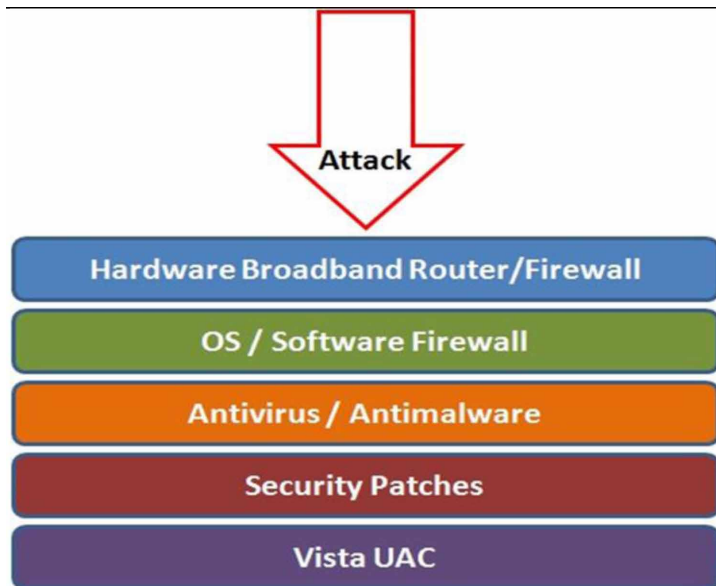 Attack
Hardware Broadband Router/Firewall
OS / Software Firewall
Antivirus / Antimalware
Security Patches
Vista UAC